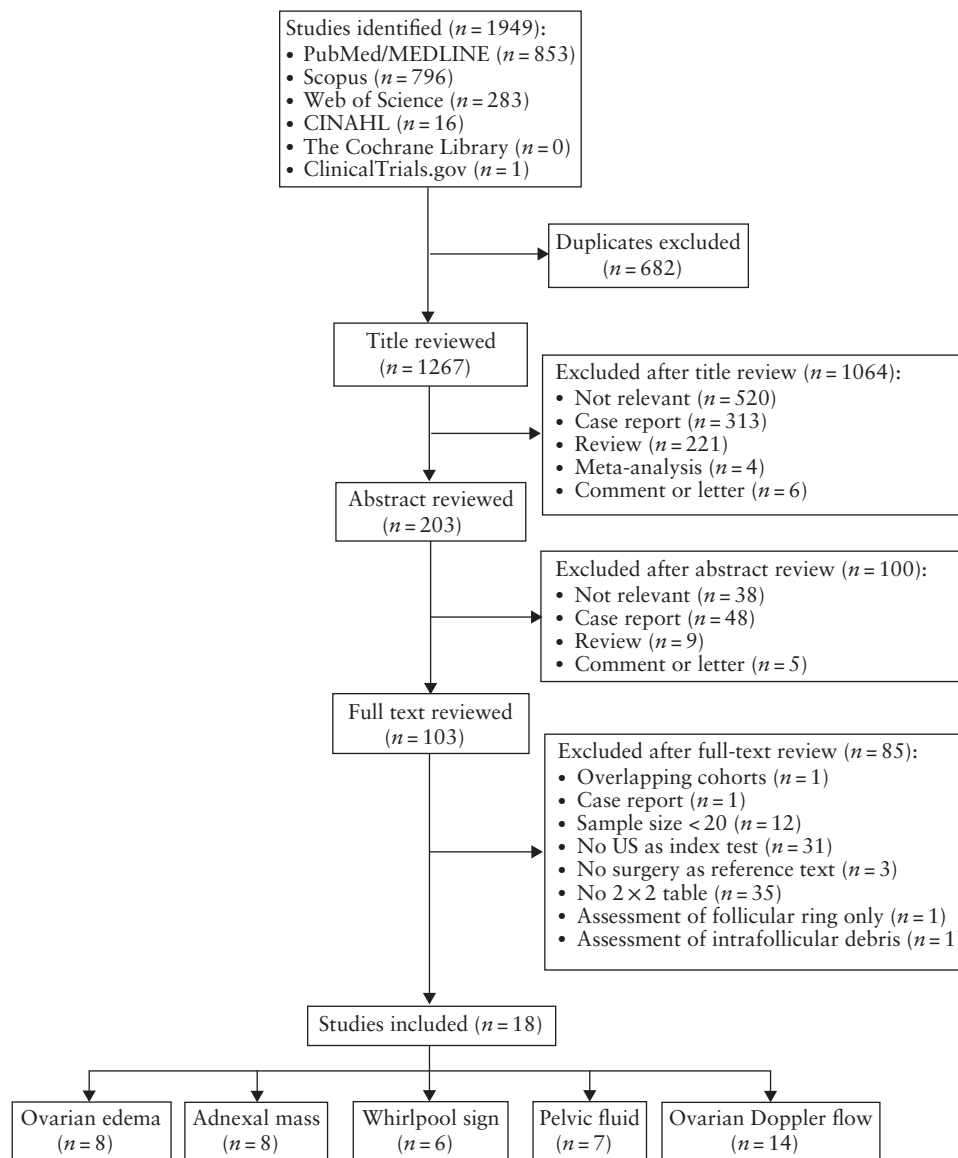 Studies identified (n = 1949):
• PubMed/MEDLINE (n = 853)
• Scopus (n = 796)
• Web of Science (n = 283)
• CINAHL (n = 16)
• The Cochrane Library (n = 0)
• ClinicalTrials.gov (n = 1)
Duplicates excluded
(n = 682)
Title reviewed
(n = 1267)
Excluded after title review (n = 1064):
• Not relevant (n = 520)
• Case report (n = 313)
• Review (n = 221)
• Meta-analysis (n = 4)
• Comment or letter (n = 6)
Abstract reviewed
(n = 203)
Excluded after abstract review (n = 100):
• Not relevant (n = 38)
• Case report (n = 48)
• Review (n = 9)
• Comment or letter (n = 5)
Full text reviewed
(n = 103)
Excluded after full-text review (n = 85):
• Overlapping cohorts (n = 1)
• Case report (n = 1)
• Sample size < 20 (n = 12)
• No US as index test (n = 31)
• No surgery as reference text (n = 3)
• No 2 × 2 table (n = 35)
• Assessment of follicular ring only (n = 1)
• Assessment of intrafollicular debris (n = 1)
Studies included (n = 18)
Ovarian edema
(n = 8)
Adnexal mass
(n = 8)
Whirlpool sign
(n = 6)
Pelvic fluid
(n = 7)
Ovarian Doppler flow
(n = 14)